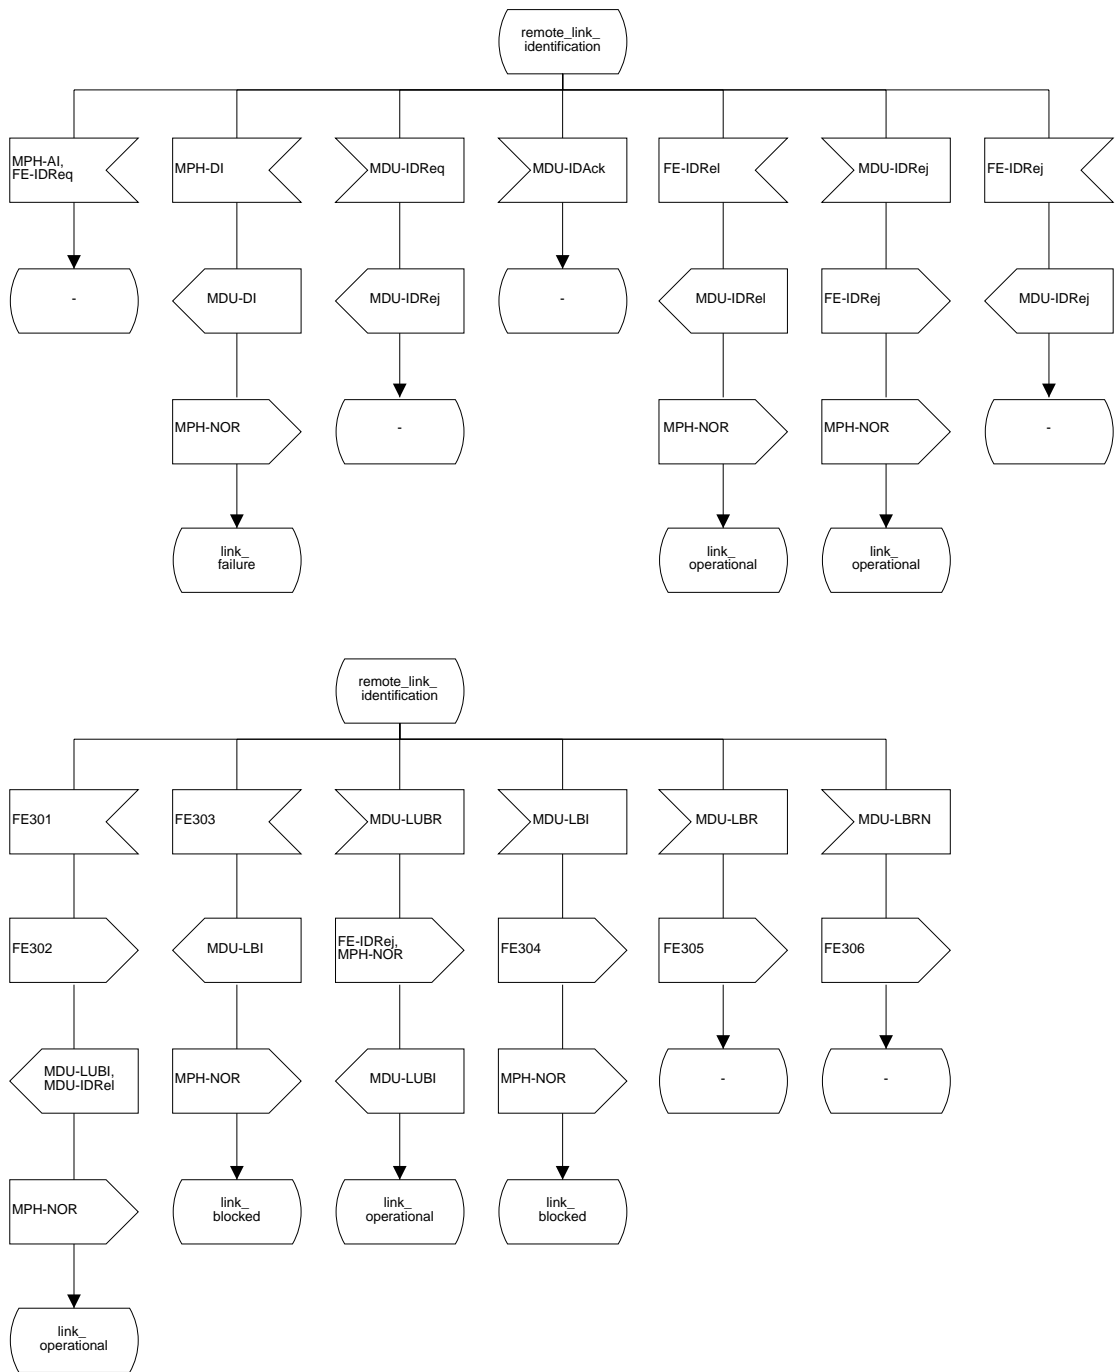 remote_link_
identification
MPH-AI,
FE-IDReq
MPH-DI
MDU-IDReq
MDU-IDAck
FE-IDRel
MDU-IDRej
FE-IDRej
-
MDU-DI
MDU-IDRej
-
MDU-IDRel
FE-IDRej
MDU-IDRej
MPH-NOR
-
MPH-NOR
MPH-NOR
-
link_
failure
link_
operational
link_
operational
remote_link_
identification
FE301
FE303
MDU-LUBR
MDU-LBI
MDU-LBR
MDU-LBRN
FE302
MDU-LBI
FE-IDRej,
MPH-NOR
FE304
FE305
FE306
MDU-LUBI,
MDU-IDRel
MPH-NOR
MDU-LUBI
MPH-NOR
-
-
MPH-NOR
link_
blocked
link_
operational
link_
blocked
link_
operational